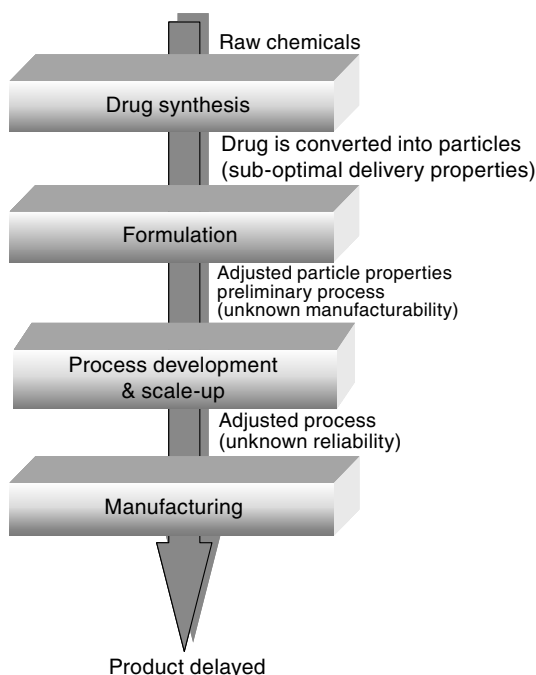 Raw chemicals
Drug synthesis
Drug is converted into particles
(sub-optimal delivery properties)
Formulation
Adjusted particle properties
preliminary process
(unknown manufacturability)
Process development
& scale-up
Adjusted process
(unknown reliability)
Manufacturing
Product delayed